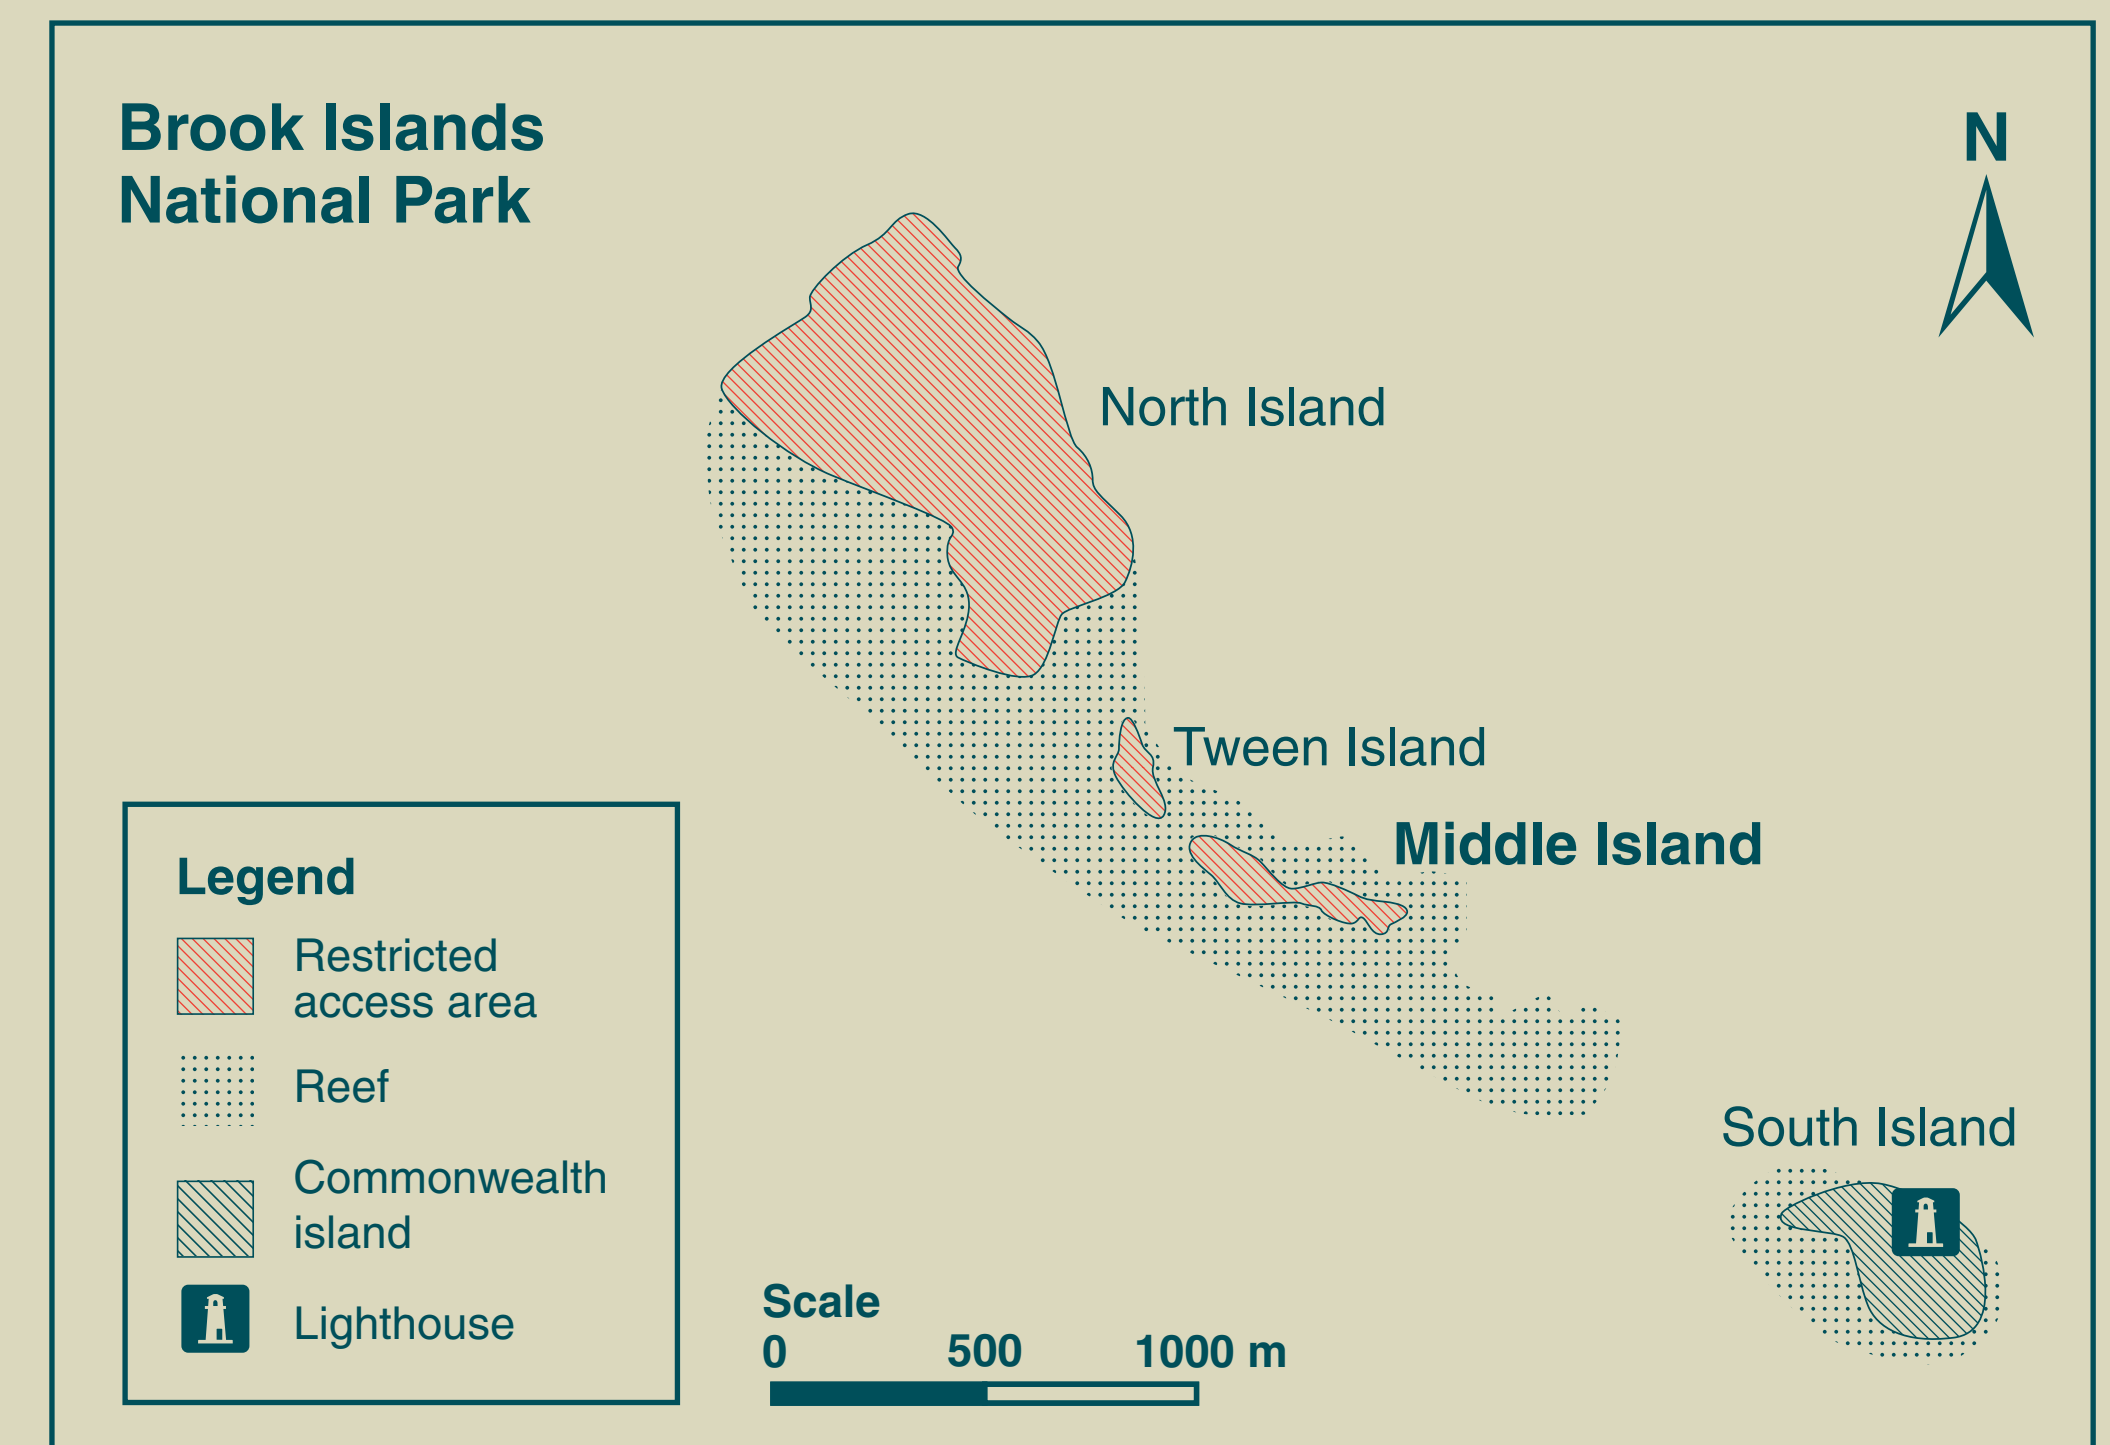 Brook Islands
National Park
N
North Island
Tween Island
Middle Island
South Island
Legend
Restricted
access area
Reef
Commonwealth
island
Lighthouse
Scale
0 500 1000 m